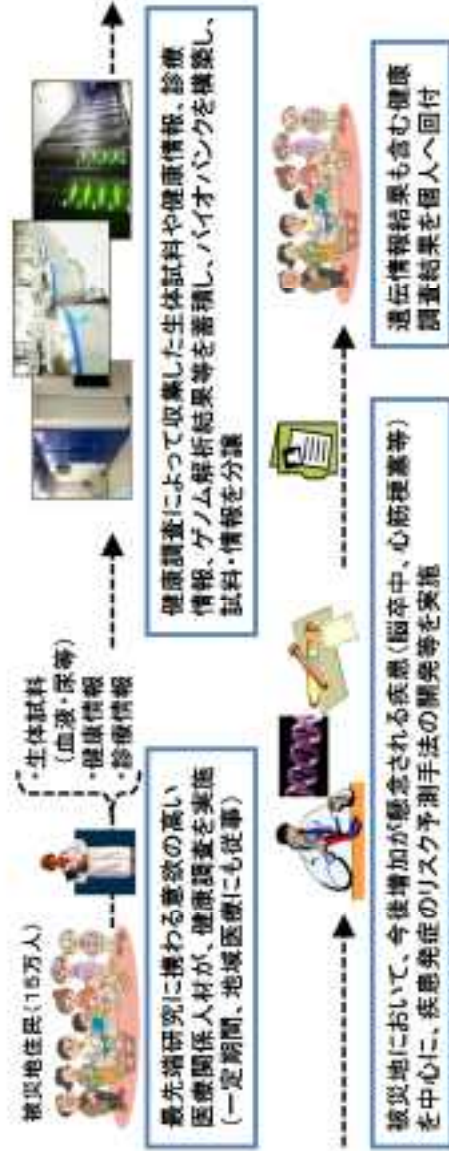 被災地住民(15万人)
・生体試料
(血液・尿等)
・健康情報
・診療情報
最先端研究に携わる意欲の高い
医療関係人材が、健康調査を実施
(一定期間、地域医療にも従事)
健康調査によって収集した生体試料や健康情報、診療
情報、ゲノム解析結果等を蓄積し、バイオバンクを構築し、
試料・情報を分譲
被災地において、今後増加が懸念される疾患(脳卒中、心筋梗塞等)
を中心に、疾患発症のリスク予測手法の開発等を実施
遺伝情報結果も含む健康
調査結果を個人へ回付